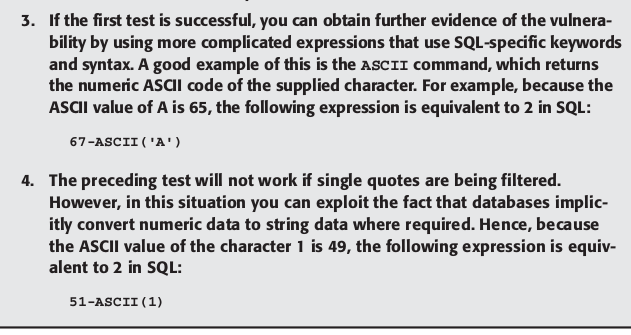 3. If the first test is successful, you can obtain further evidence of the vulnera-
bility by using more complicated expressions that use SQL-specific keywords
and syntax. A good example of this is the ASCII command, which returns
the numeric ASCII code of the supplied character. For example, because the
ASCII value of A is 65, the following expression is equivalent to 2 in SQL:
67-ASCII('A')
4. The preceding test will not work if single quotes are being filtered.
However, in this situation you can exploit the fact that databases implic-
itly convert numeric data to string data where required. Hence, because
the ASCII value of the character 1 is 49, the following expression is equiv-
alent to 2 in SQL:
51-ASCII(1)